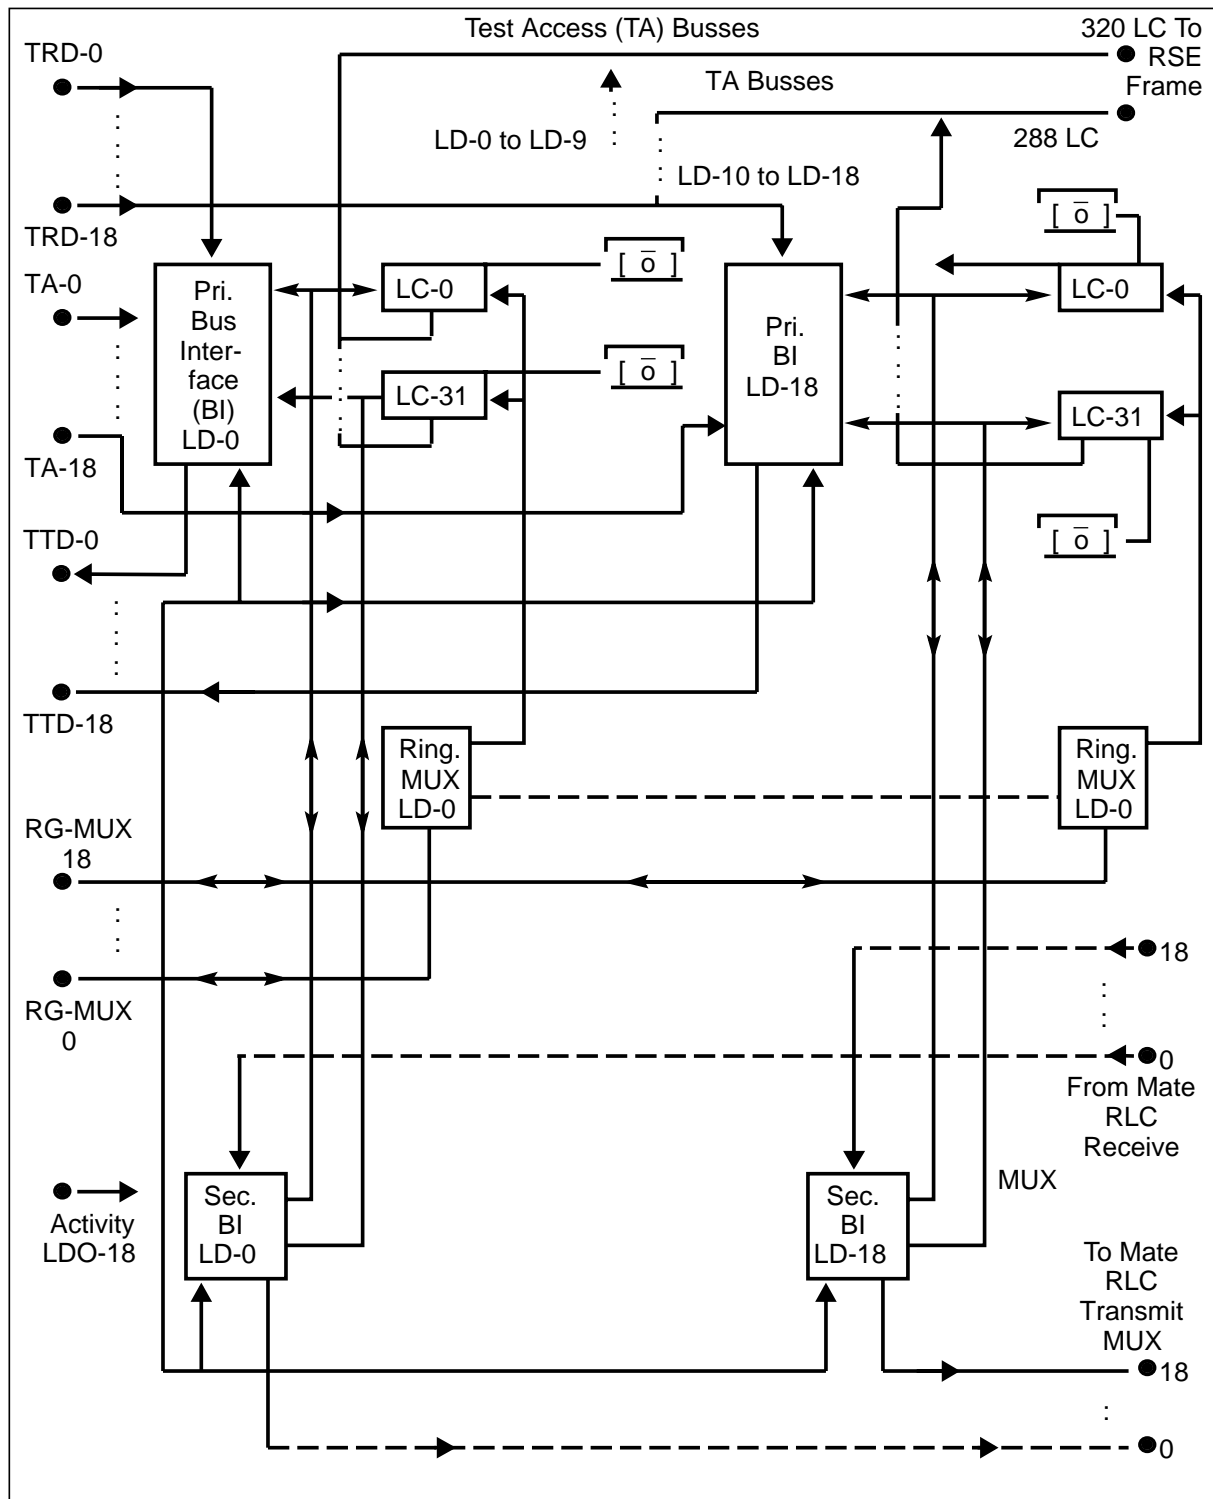 Test Access (TA) Busses
320 LC To
RSE
Frame
TRD-0
TA Busses
LD-0 to LD-9
288 LC
LD-10 to LD-18
TRD-18
[ o̅ ]
[ o̅ ]
TA-0
Pri.
Bus
Inter-
face
(BI)
LD-0
LC-0
LC-0
Pri.
BI
LD-18
[ o̅ ]
LC-31
LC-31
TA-18
TTD-0
[ o̅ ]
TTD-18
Ring.
MUX
LD-0
Ring.
MUX
LD-0
RG-MUX
18
RG-MUX
0
18
0
From Mate
RLC
Receive
MUX
Sec.
BI
LD-0
Sec.
BI
LD-18
Activity
LDO-18
To Mate
RLC
Transmit
MUX
18
0